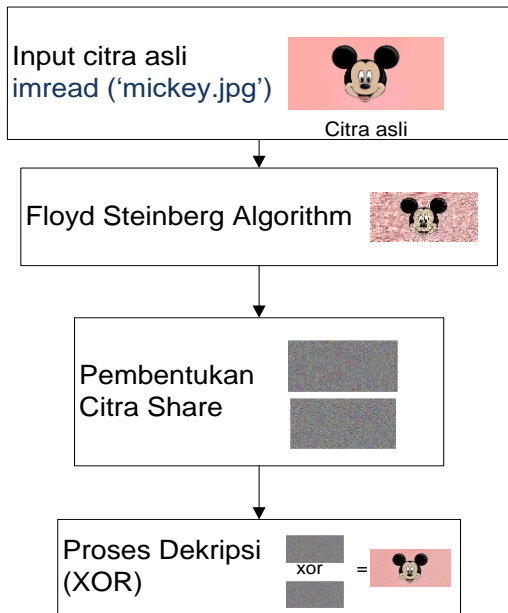 Input citra asli
imread (‘mickey.jpg’)
Citra asli
Floyd Steinberg Algorithm
Pembentukan
Citra Share
Proses Dekripsi
(XOR)
xor
=